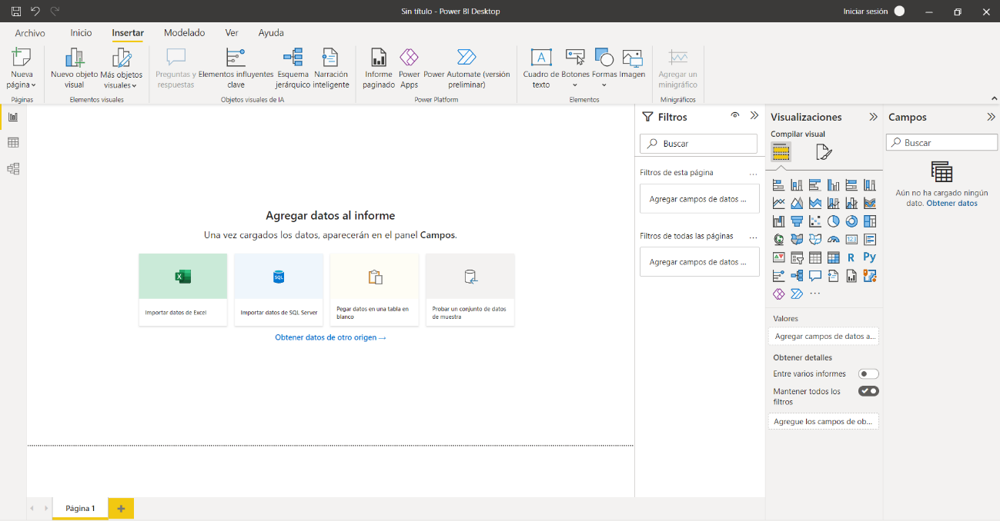 Sin título - Power BI Desktop
Iniciar sesión
Archivo
Inicio
Insertar
Modelado
Ver
Ayuda
Nueva
página
Páginas
Nuevo objeto
visual
Más objetos
visuales
Elementos visuales
Preguntas y
respuestas
Elementos influyentes
clave
Esquema
jerárquico
Narración
inteligente
Objetos visuales de IA
Informe
paginado
Power
Apps
Power Automate (versión
preliminar)
Power Platform
Cuadro de
texto
Botones
Formas
Imagen
Elementos
Agregar un
minigráfico
Minigráficos
Agregar datos al informe
Una vez cargados los datos, aparecerán en el panel Campos.
Importar datos de Excel
SQL
Importar datos de SQL Server
Pegar datos en una tabla en
blanco
Probar un conjunto de datos
de muestra
Obtener datos de otro origen →
Página 1
Filtros
Buscar
Filtros de esta página
...
Agregar campos de datos ...
Filtros de todas las páginas
...
Agregar campos de datos ...
Visualizaciones
Compilar visual
123
R
Py
...
Valores
Agregar campos de datos a...
Obtener detalles
Entre varios informes
Mantener todos los
filtros
Agregue los campos de ob...
Campos
Buscar
Aún no ha cargado ningún
dato. Obtener datos